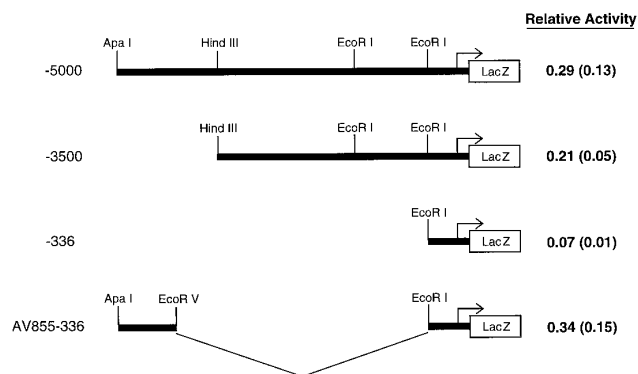 Relative Activity
Apa I Hind III EcoR I EcoR I
-5000 LacZ 0.29 (0.13)
Hind III EcoR I EcoR I
-3500 LacZ 0.21 (0.05)
EcoR I
-336 LacZ 0.07 (0.01)
Apa I EcoR V EcoR I
AV855-336 LacZ 0.34 (0.15)